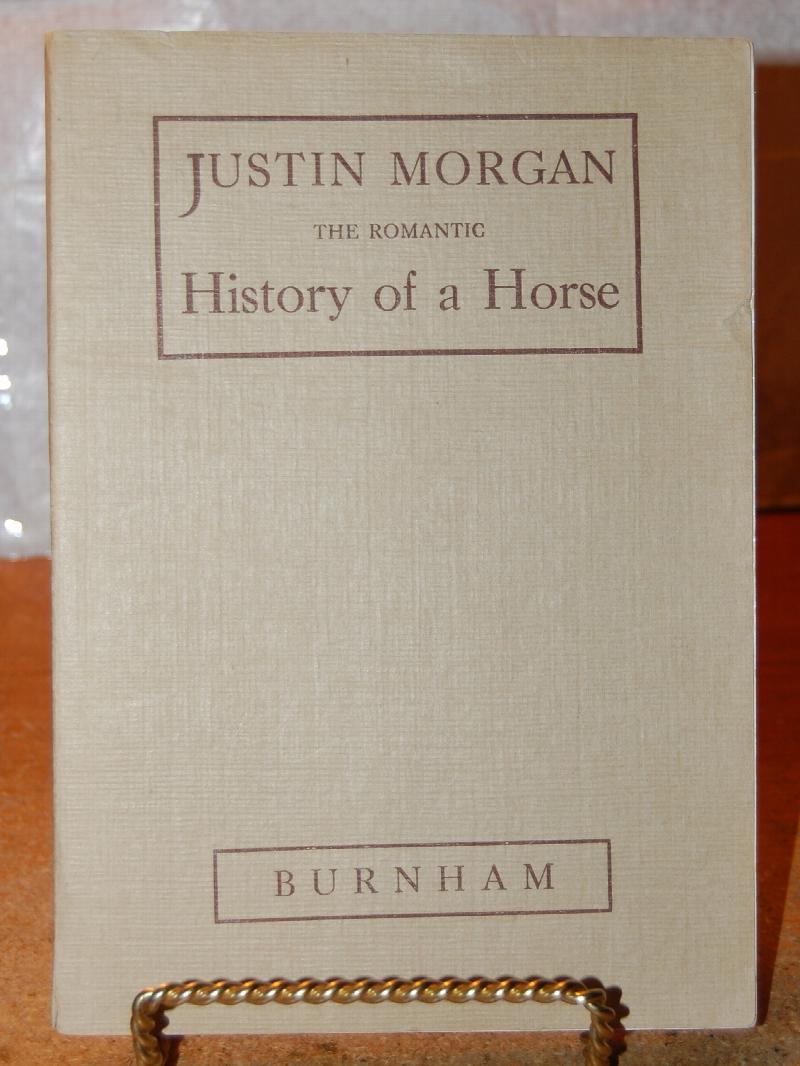 JUSTIN MORGAN
THE ROMANTIC
History of a Horse
BURNHAM